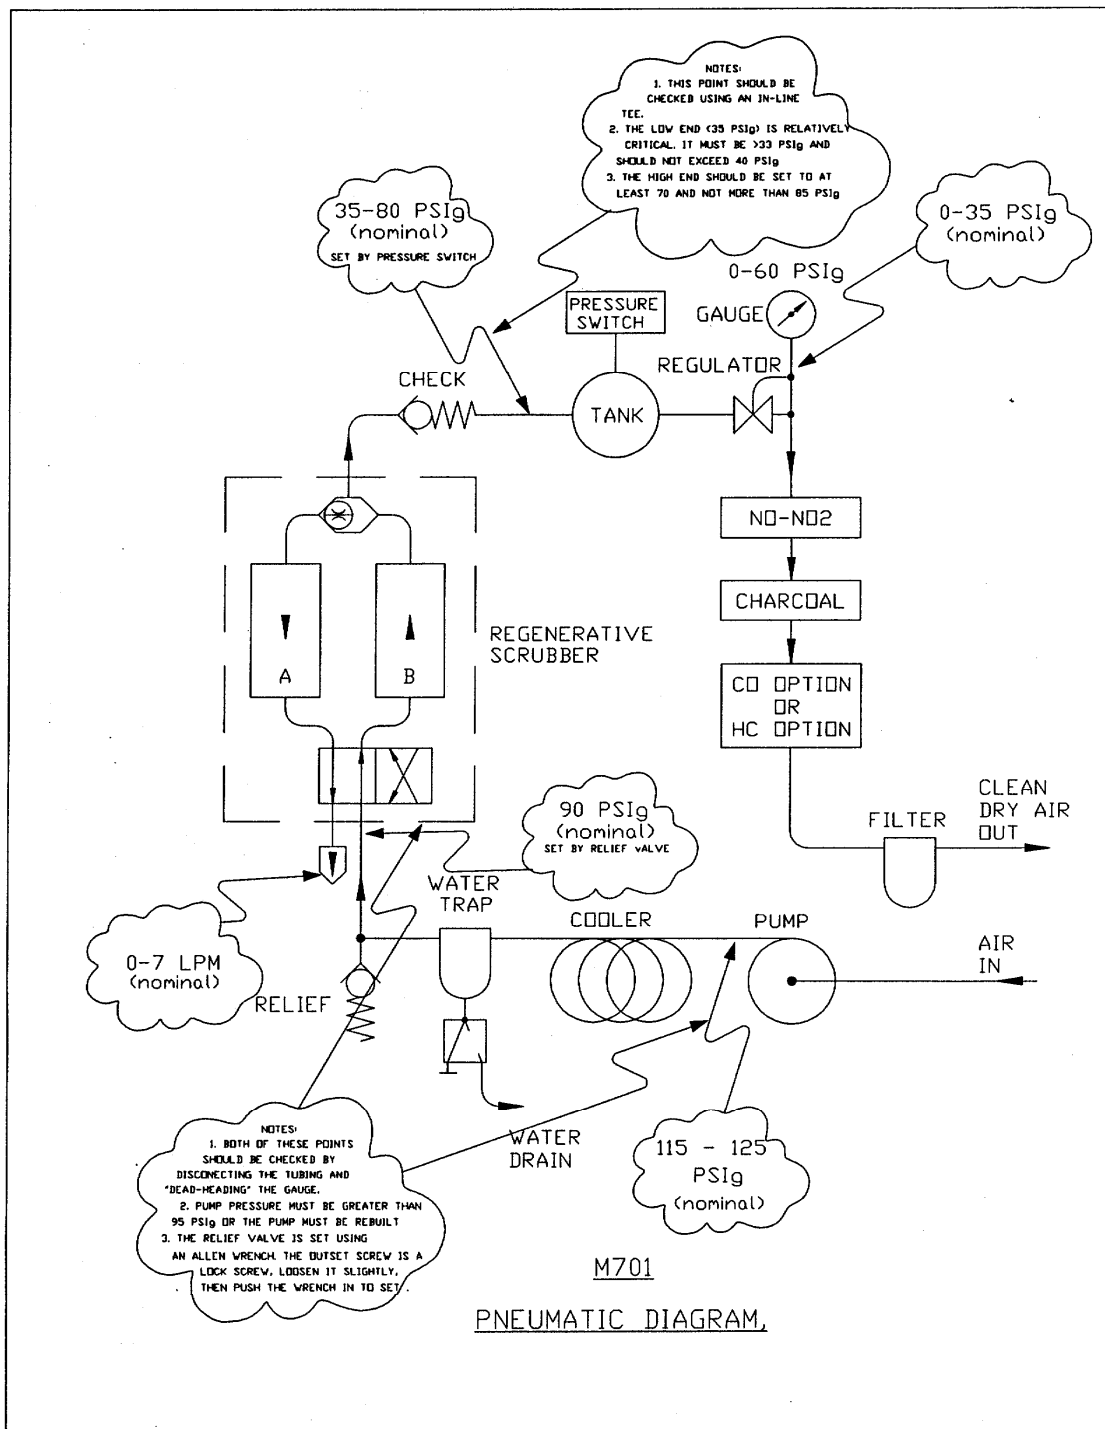 NOTES:
1. THIS POINT SHOULD BE
CHECKED USING AN IN-LINE
TEE.
2. THE LOW END (35 PSIg) IS RELATIVELY
CRITICAL. IT MUST BE >33 PSIg AND
SHOULD NOT EXCEED 40 PSIg
3. THE HIGH END SHOULD BE SET TO AT
LEAST 70 AND NOT MORE THAN 85 PSIg
35-80 PSIg
(nominal)
SET BY PRESSURE SWITCH
0-35 PSIg
(nominal)
0-60 PSIg
GAUGE
PRESSURE
SWITCH
REGULATOR
CHECK
TANK
NO-NO2
CHARCOAL
CO OPTION
OR
HC OPTION
REGENERATIVE
SCRUBBER
A
B
90 PSIg
(nominal)
SET BY RELIEF VALVE
CLEAN
DRY AIR
OUT
FILTER
WATER
TRAP
COOLER
PUMP
AIR
IN
0-7 LPM
(nominal)
RELIEF
WATER
DRAIN
115 - 125
PSIg
(nominal)
NOTES:
1. BOTH OF THESE POINTS
SHOULD BE CHECKED BY
DISCONECTING THE TUBING AND
"DEAD-HEADING" THE GAUGE.
2. PUMP PRESSURE MUST BE GREATER THAN
95 PSIg OR THE PUMP MUST BE REBUILT
3. THE RELIEF VALVE IS SET USING
AN ALLEN WRENCH. THE OUTSET SCREW IS A
LOCK SCREW, LOOSEN IT SLIGHTLY,
THEN PUSH THE WRENCH IN TO SET.
M701
PNEUMATIC DIAGRAM,